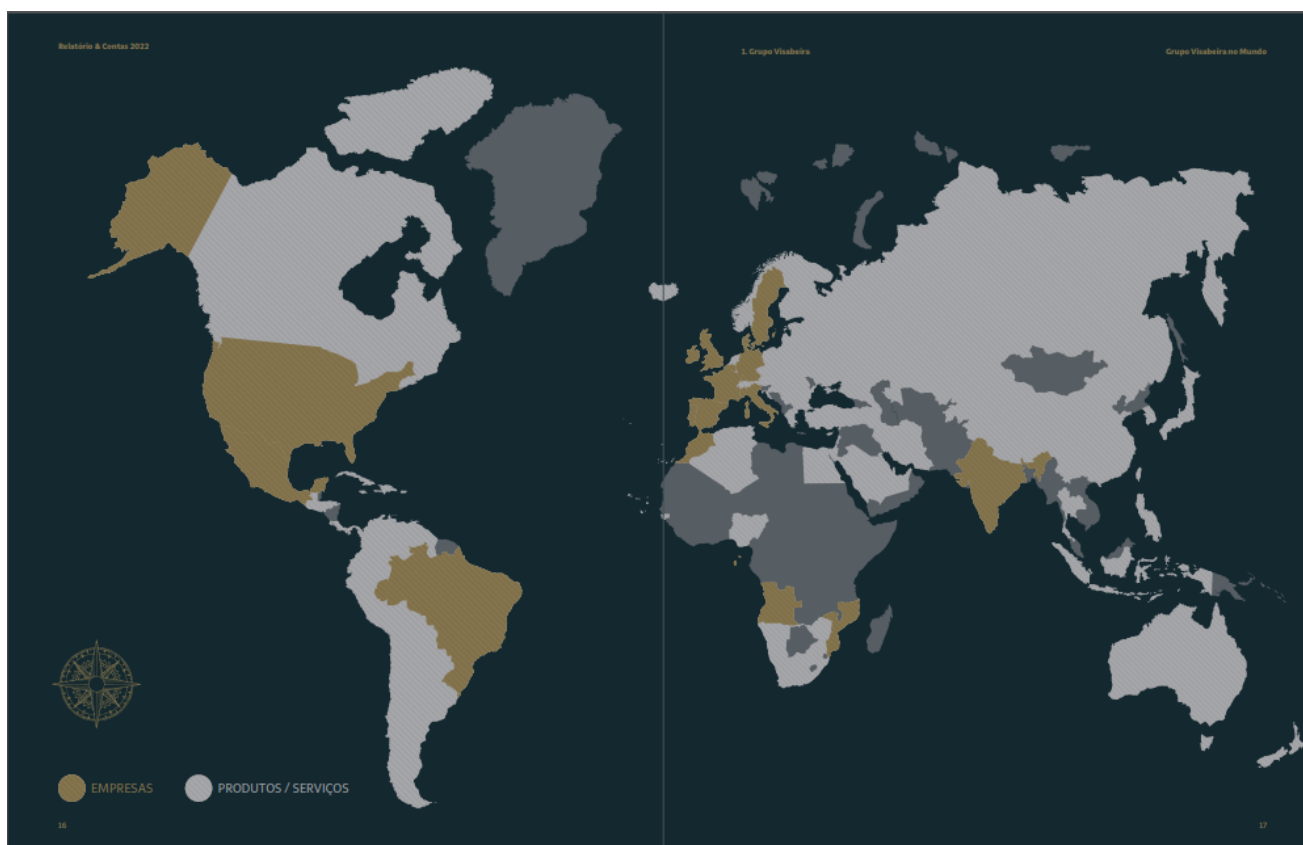 Relatório & Contas 2022
1. Grupo Visabeira
Grupo Visabeira no Mundo
EMPRESAS
PRODUTOS / SERVIÇOS
16
17